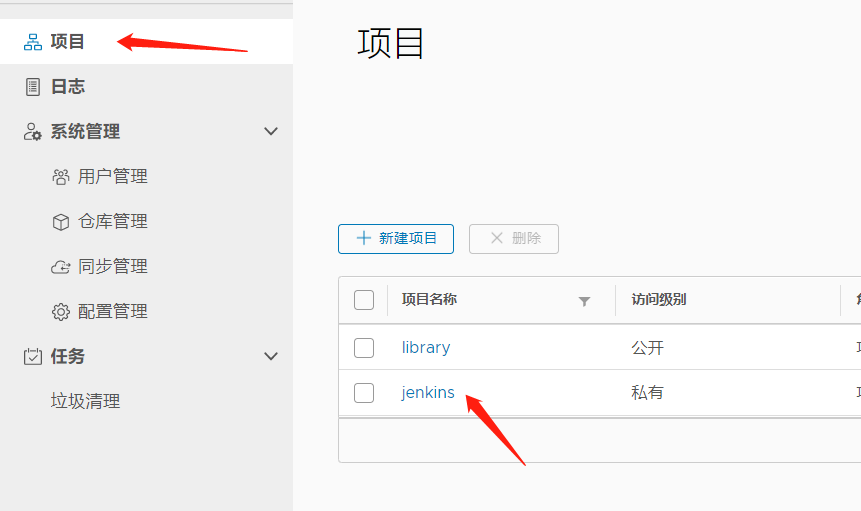 项目
日志
系统管理
用户管理
仓库管理
同步管理
配置管理
任务
垃圾清理
项目
新建项目
删除
项目名称
访问级别
library
公开
jenkins
私有